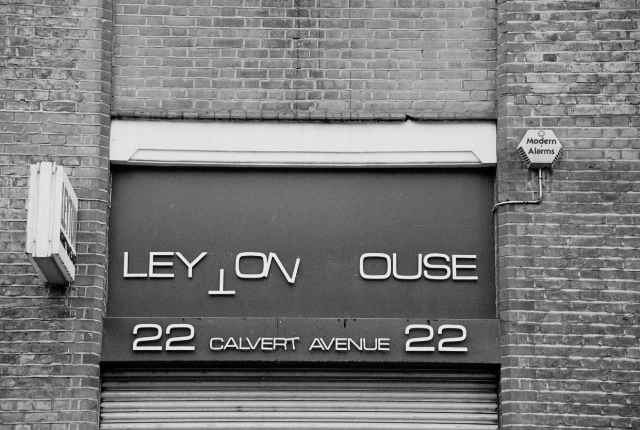 Modern
Alarms
LEYTON OUSE
22 CALVERT AVENUE 22